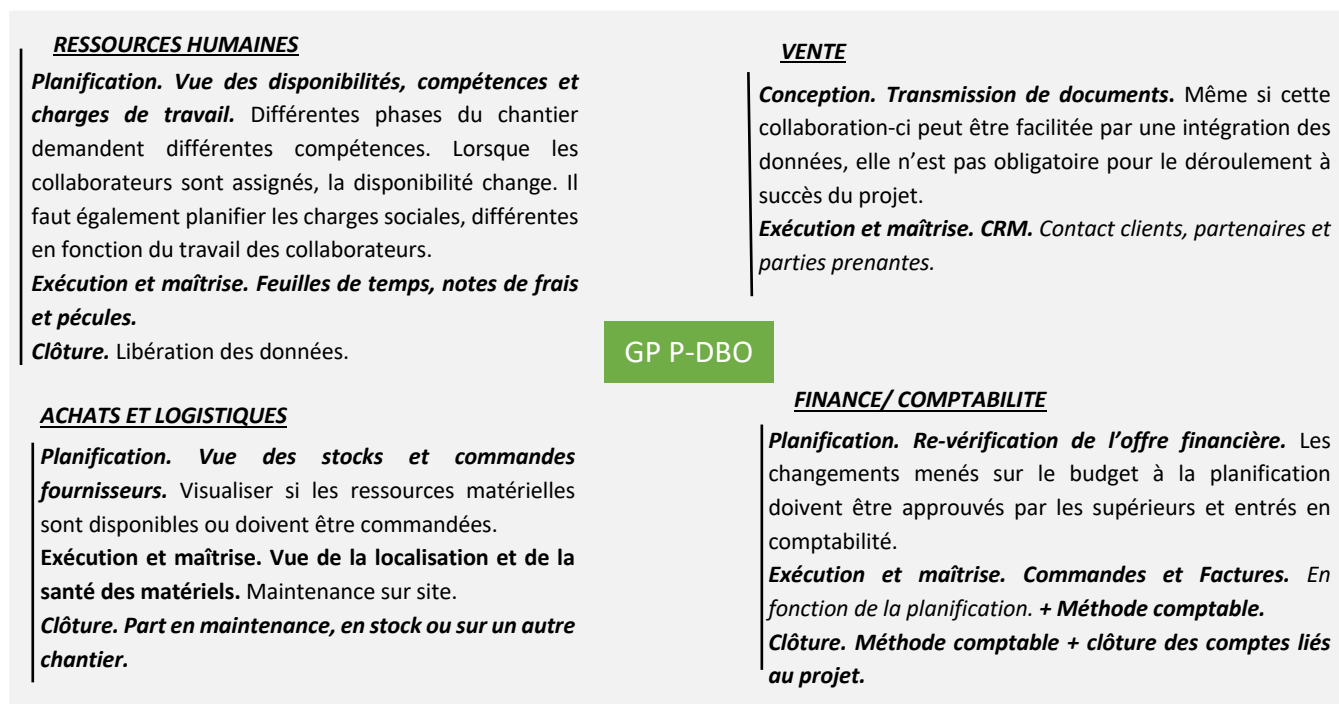 RESSOURCES HUMAINES
Planification. Vue des disponibilités, compétences et
charges de travail. Différentes phases du chantier
demandent différentes compétences. Lorsque les
collaborateurs sont assignés, la disponibilité change. Il
faut également planifier les charges sociales, différentes
en fonction du travail des collaborateurs.
Exécution et maîtrise. Feuilles de temps, notes de frais
et pécules.
Clôture. Libération des données.
VENTE
Conception. Transmission de documents. Même si cette
collaboration-ci peut être facilitée par une intégration des
données, elle n’est pas obligatoire pour le déroulement à
succès du projet.
Exécution et maîtrise. CRM. Contact clients, partenaires et
parties prenantes.
GP P-DBO
ACHATS ET LOGISTIQUES
Planification. Vue des stocks et commandes
fournisseurs. Visualiser si les ressources matérielles
sont disponibles ou doivent être commandées.
Exécution et maîtrise. Vue de la localisation et de la
santé des matériels. Maintenance sur site.
Clôture. Part en maintenance, en stock ou sur un autre
chantier.
FINANCE/ COMPTABILITE
Planification. Re-vérification de l’offre financière. Les
changements menés sur le budget à la planification
doivent être approuvés par les supérieurs et entrés en
comptabilité.
Exécution et maîtrise. Commandes et Factures. En
fonction de la planification. + Méthode comptable.
Clôture. Méthode comptable + clôture des comptes liés
au projet.